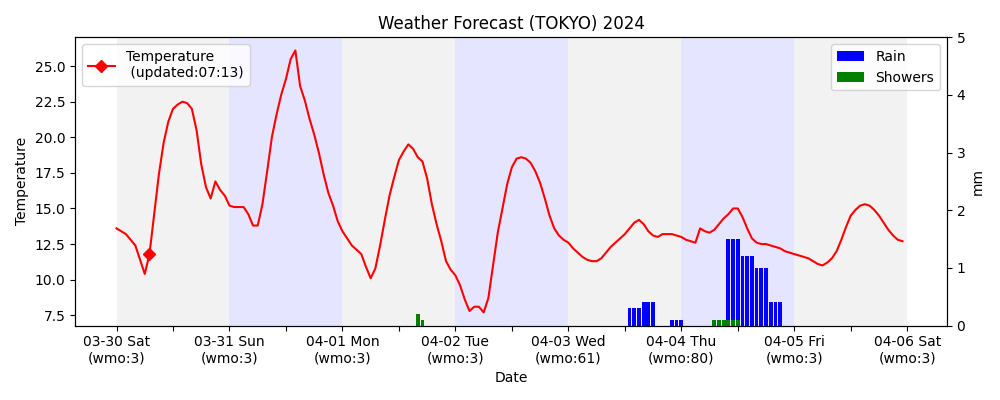 Weather Forecast (TOKYO) 2024
Temperature
(updated:07:13)
Rain
Showers
Temperature
25.0
22.5
20.0
17.5
15.0
12.5
10.0
7.5
5
4
3
2
1
0
mm
03-30 Sat
(wmo:3)
03-31 Sun
(wmo:3)
04-01 Mon
(wmo:3)
04-02 Tue
(wmo:3)
04-03 Wed
(wmo:61)
04-04 Thu
(wmo:80)
04-05 Fri
(wmo:3)
04-06 Sat
(wmo:3)
Date